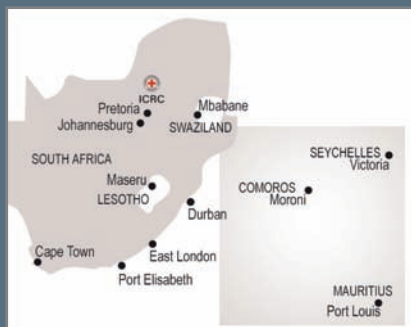 ICRC
Pretoria
Johannesburg
Mbabane
SWAZILAND
SOUTH AFRICA
Maseru
LESOTHO
Durban
Cape Town
East London
Port Elisabeth
SEYCHELLES
Victoria
COMOROS
Moroni
MAURITIUS
Port Louis